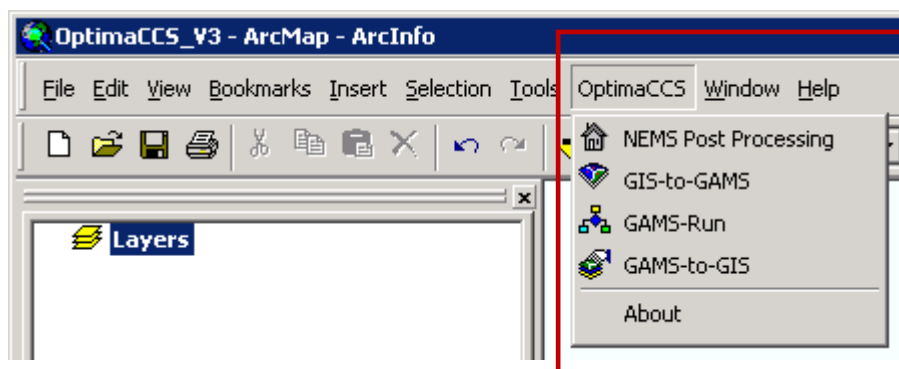 OptimaCCS_V3 - ArcMap - ArcInfo
File Edit View Bookmarks Insert Selection Tools OptimaCCS Window Help
NEMS Post Processing
GIS-to-GAMS
Layers
GAMS-Run
GAMS-to-GIS
About